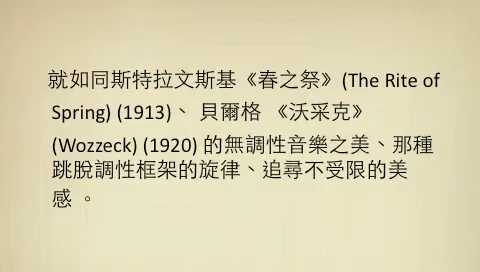 就如同斯特拉文斯基《春之祭》(The Rite of
Spring) (1913)、 貝爾格 《沃采克》
(Wozzeck) (1920) 的無調性音樂之美、那種
跳脫調性框架的旋律、追尋不受限的美
感 。